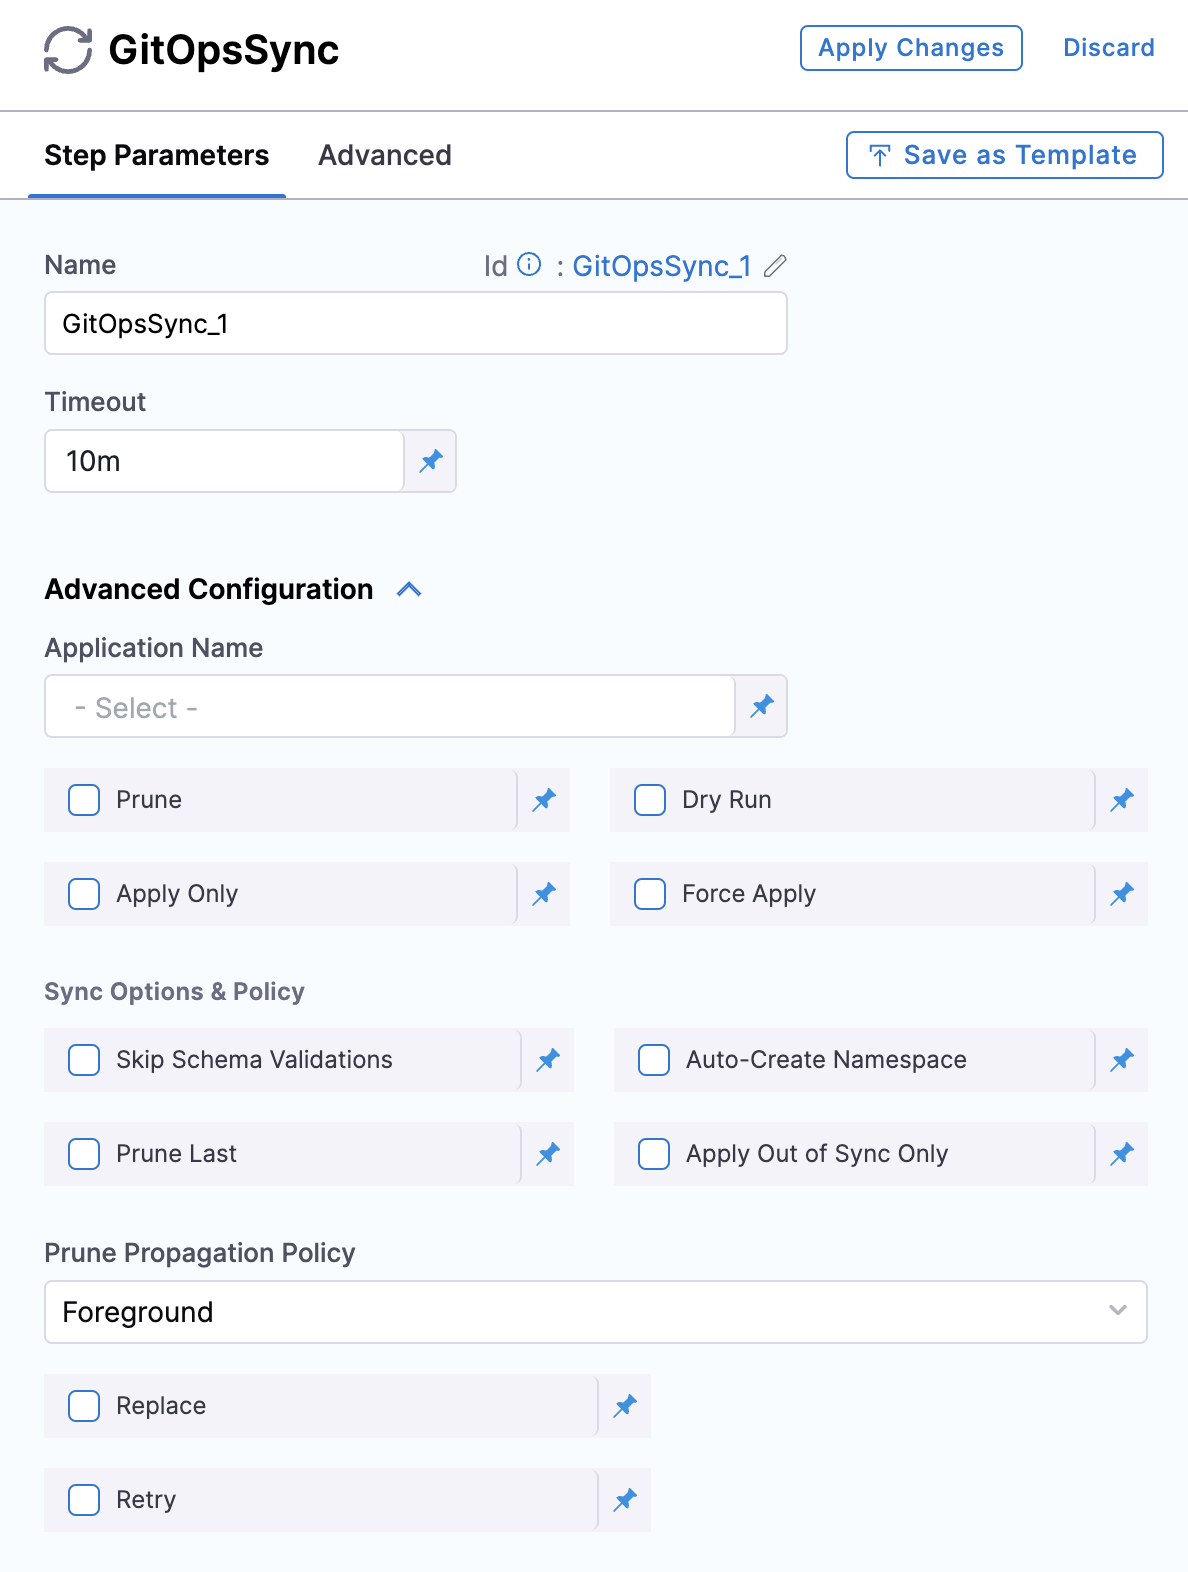 GitOpsSync
Apply Changes
Discard
Step Parameters
Advanced
Save as Template
Name
Id : GitOpsSync_1
GitOpsSync_1
Timeout
10m
Advanced Configuration
Application Name
- Select -
Prune
Dry Run
Apply Only
Force Apply
Sync Options & Policy
Skip Schema Validations
Auto-Create Namespace
Prune Last
Apply Out of Sync Only
Prune Propagation Policy
Foreground
Replace
Retry